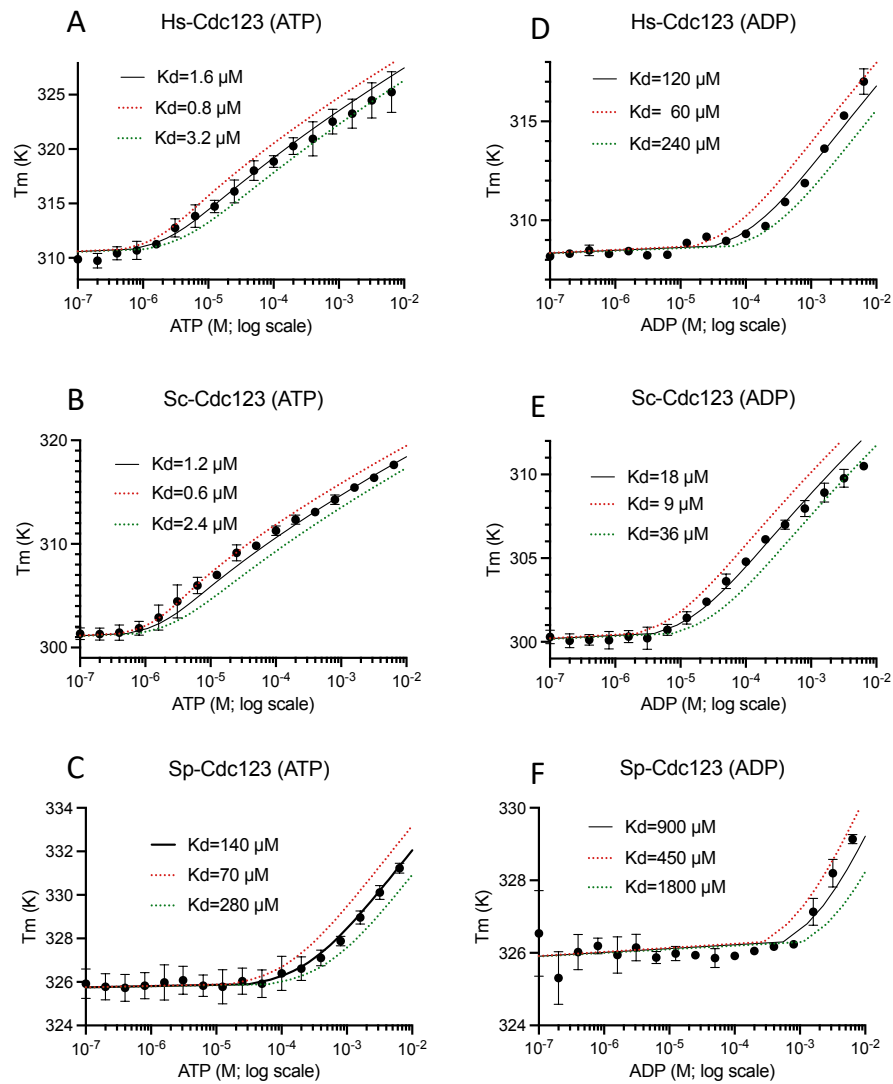 A
Hs-Cdc123 (ATP)
Kd=1.6 µM
Kd=0.8 µM
Kd=3.2 µM
325
320
315
310
Tm (K)
10-7
10-6
10-5
10-4
10-3
10-2
ATP (M; log scale)
D
Hs-Cdc123 (ADP)
Kd=120 µM
Kd= 60 µM
Kd=240 µM
315
310
Tm (K)
10-7
10-6
10-5
10-4
10-3
10-2
ADP (M; log scale)
B
Sc-Cdc123 (ATP)
Kd=1.2 µM
Kd=0.6 µM
Kd=2.4 µM
320
310
300
Tm (K)
10-7
10-6
10-5
10-4
10-3
10-2
ATP (M; log scale)
E
Sc-Cdc123 (ADP)
Kd=18 µM
Kd= 9 µM
Kd=36 µM
310
305
300
Tm (K)
10-7
10-6
10-5
10-4
10-3
10-2
ADP (M; log scale)
C
Sp-Cdc123 (ATP)
Kd=140 µM
Kd=70 µM
Kd=280 µM
334
332
330
328
326
324
Tm (K)
10-7
10-6
10-5
10-4
10-3
10-2
ATP (M; log scale)
F
Sp-Cdc123 (ADP)
Kd=900 µM
Kd=450 µM
Kd=1800 µM
330
328
326
324
Tm (K)
10-7
10-6
10-5
10-4
10-3
10-2
ADP (M; log scale)